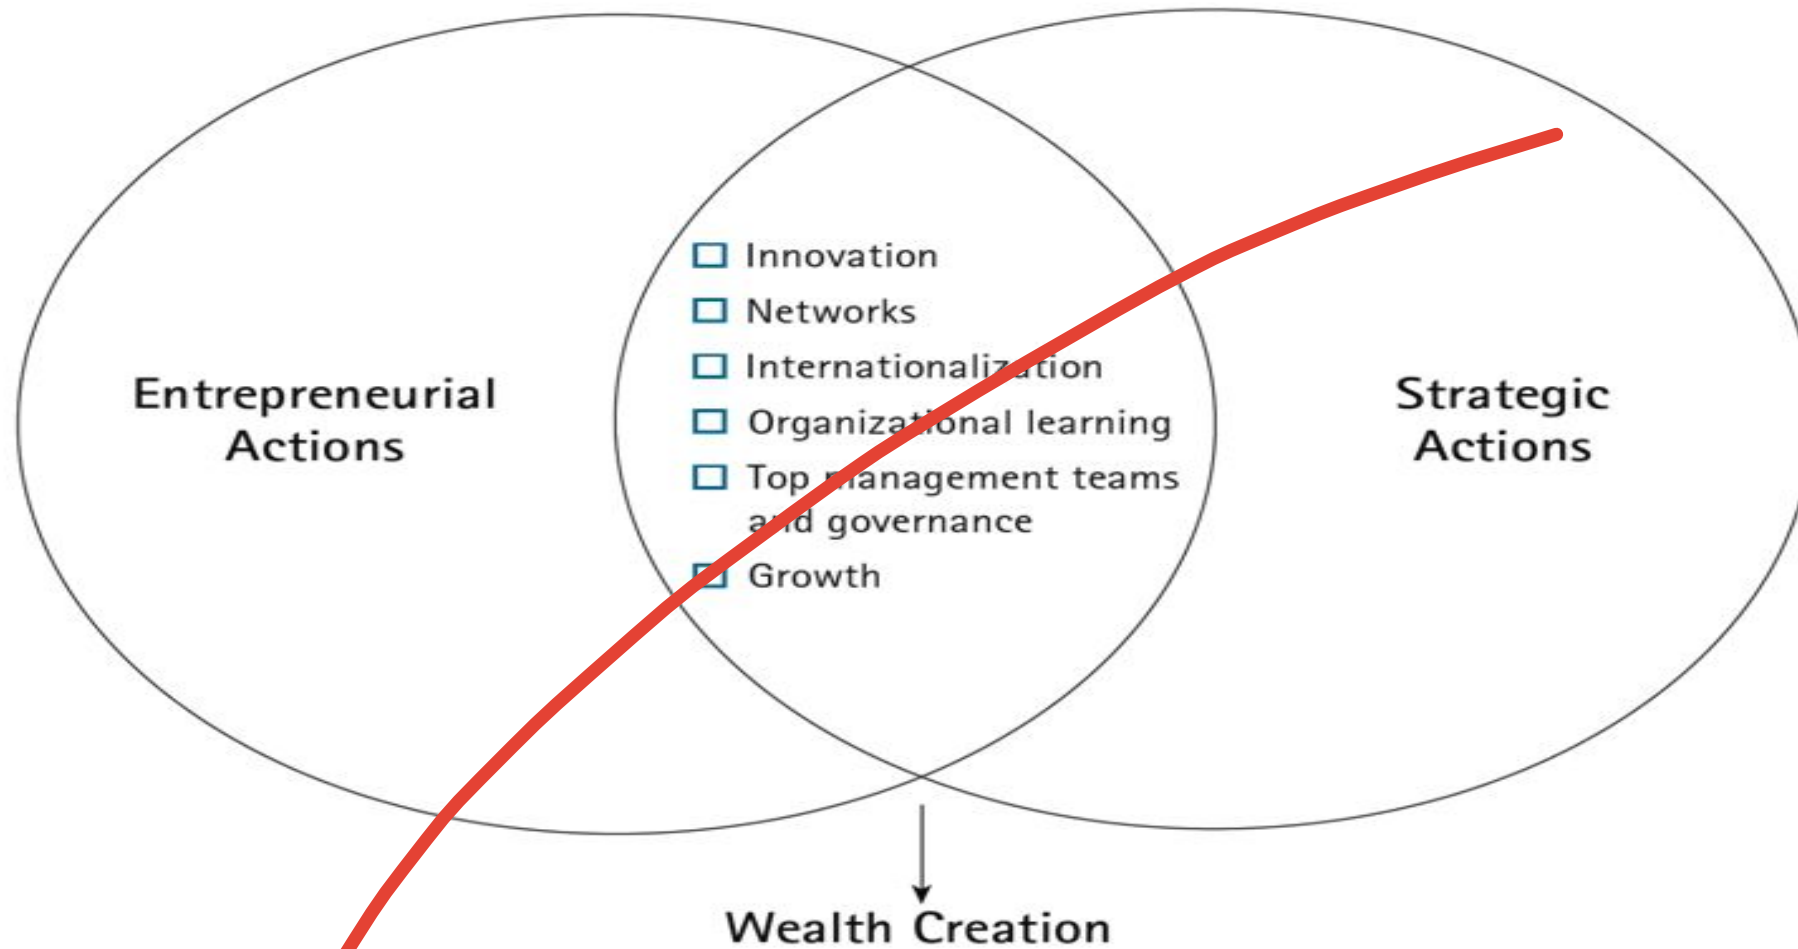 Innovation
Networks
Internationalization
Entrepreneurial
Actions
Organizational learning
Top management teams
and governance
Growth
Strategic
Actions
Wealth Creation